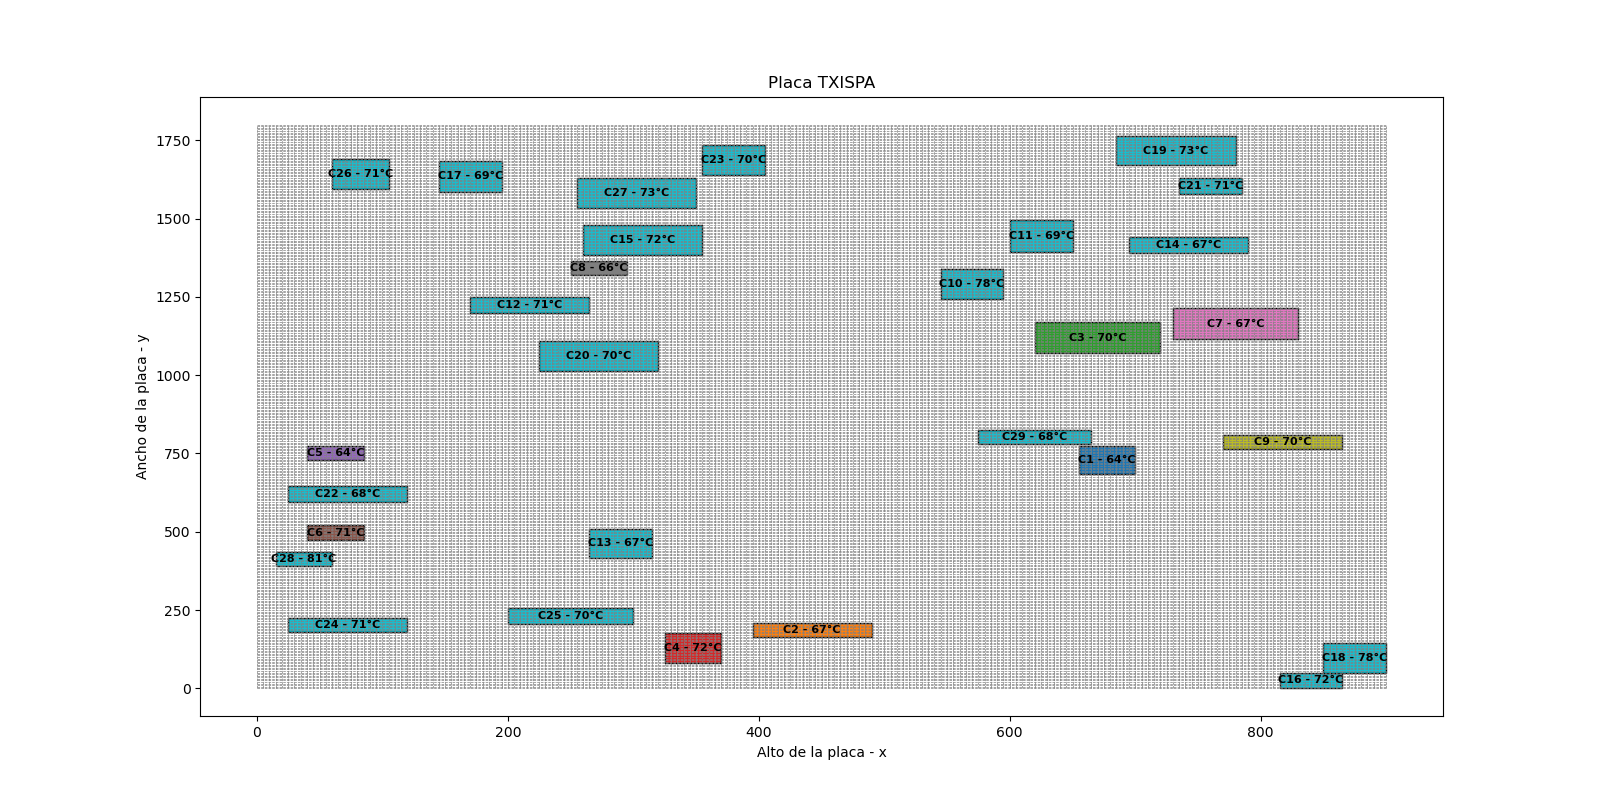 Placa TXISPA
Ancho de la placa - y
1750
1500
1250
1000
750
500
250
0
C19 - 73°C
C23 - 70°C
C26 - 71°C
C17 - 69°C
C27 - 73°C
C21 - 71°C
C15 - 72°C
C11 - 69°C
C14 - 67°C
C8 - 66°C
C10 - 78°C
C12 - 71°C
C7 - 67°C
C3 - 70°C
C20 - 70°C
C29 - 68°C
C9 - 70°C
C5 - 64°C
C1 - 64°C
C22 - 68°C
C6 - 71°C
C13 - 67°C
C28 - 81°C
C25 - 70°C
C24 - 71°C
C2 - 67°C
C4 - 72°C
C18 - 78°C
C16 - 72°C
0 200 400 600 800
Alto de la placa - x